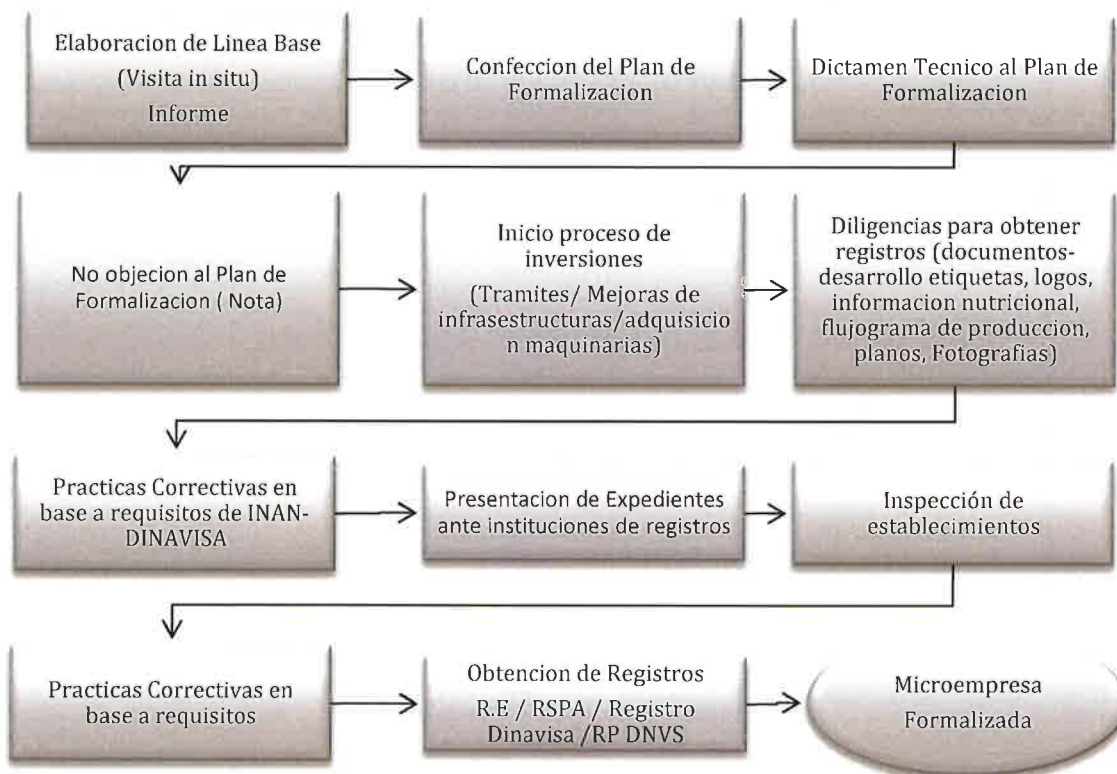 Elaboracion de Linea Base
(Visita in situ)
Informe
Confeccion del Plan de
Formalizacion
Dictamen Tecnico al Plan de
Formalizacion
No objecion al Plan de
Formalizacion ( Nota)
Inicio proceso de
inversiones
(Tramites/ Mejoras de
infrasestructuras/adquisicio
n maquinarias)
Diligencias para obtener
registros (documentos-
desarrollo etiquetas, logos,
informacion nutricional,
flujograma de produccion,
planos, Fotografias)
Practicas Correctivas en
base a requisitos de INAN-
DINAVISA
Presentacion de Expedientes
ante instituciones de registros
Inspección de
establecimientos
Practicas Correctivas en
base a requisitos
Obtencion de Registros
R.E / RSPA / Registro
Dinavisa /RP DNVS
Microempresa
Formalizada